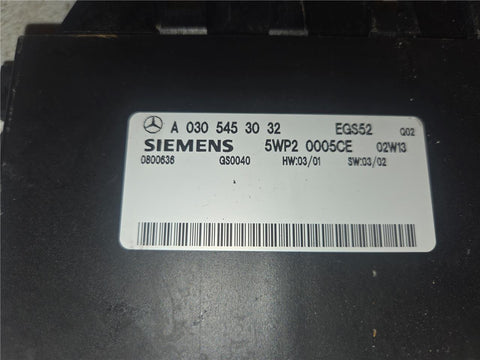 A 030 545 30 32 EGS52 Q02
SIEMENS 5WP2 0005CE 02W13
0800636 GS0040 HW:03/01 SW:03/02